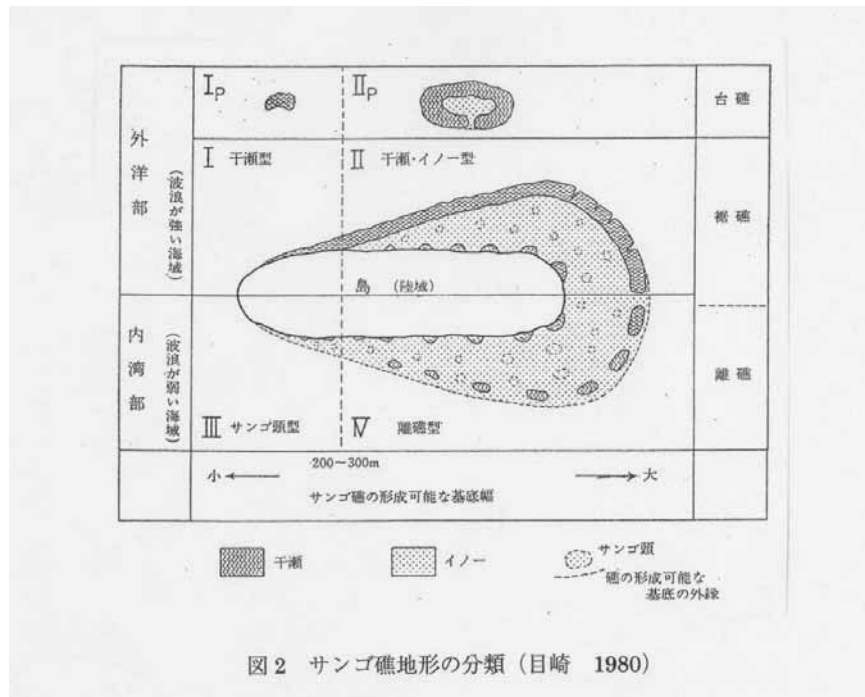 I P
II P
台礁
外洋部
(波浪が強い海域)
I 干瀬型
II 干瀬・イノー型
裾礁
島 (陸域)
内湾部
(波浪が弱い海域)
離礁
III サンゴ頭型
IV 離礁型
200~300m
小
大
サンゴ礁の形成可能な基底幅
干瀬
イノー
サンゴ頭
礁の形成可能な
基底の外縁
図2 サンゴ礁地形の分類(目崎 1980)